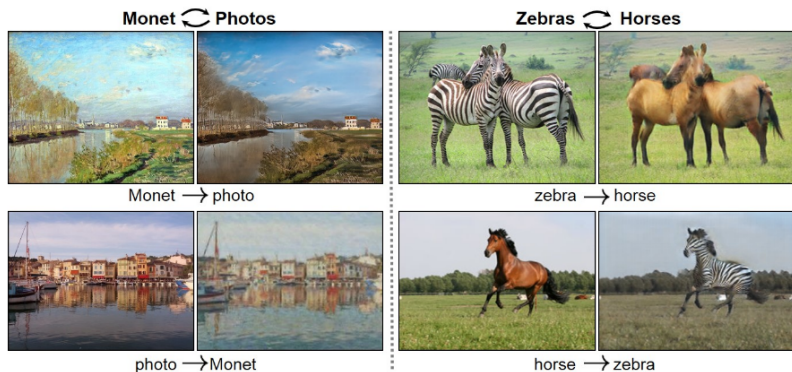 Monet Photos
Zebras Horses
Monet → photo
zebra → horse
photo → Monet
horse → zebra